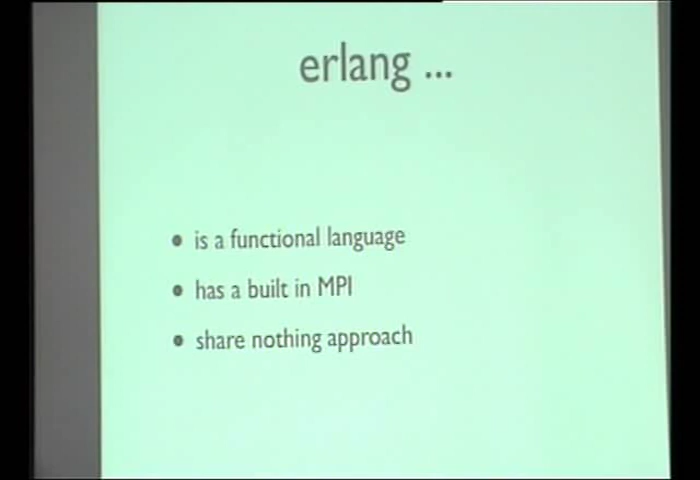 erlang ...
• is a functional language
• has a built in MPI
• share nothing approach